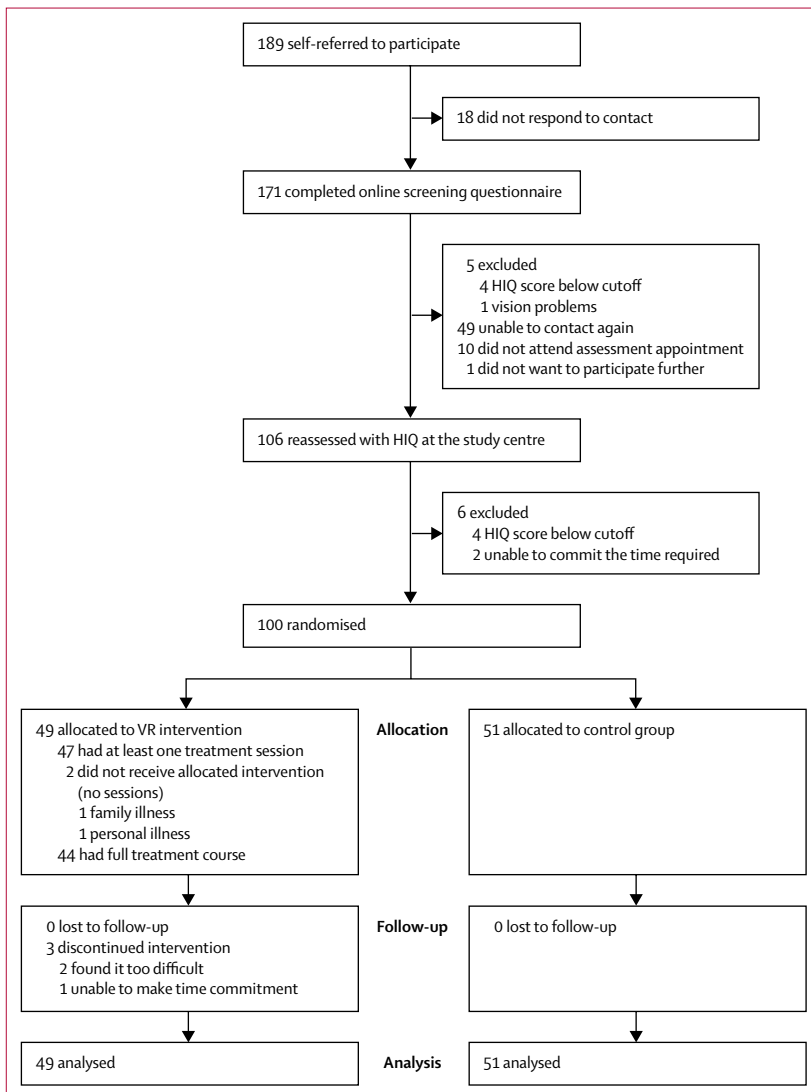 189 self-referred to participate
18 did not respond to contact
171 completed online screening questionnaire
5 excluded
4 HIQ score below cutoff
1 vision problems
49 unable to contact again
10 did not attend assessment appointment
1 did not want to participate further
106 reassessed with HIQ at the study centre
6 excluded
4 HIQ score below cutoff
2 unable to commit the time required
100 randomised
49 allocated to VR intervention
47 had at least one treatment session
2 did not receive allocated intervention
(no sessions)
1 family illness
1 personal illness
44 had full treatment course
Allocation
51 allocated to control group
0 lost to follow-up
3 discontinued intervention
2 found it too difficult
1 unable to make time commitment
Follow-up
0 lost to follow-up
49 analysed
Analysis
51 analysed